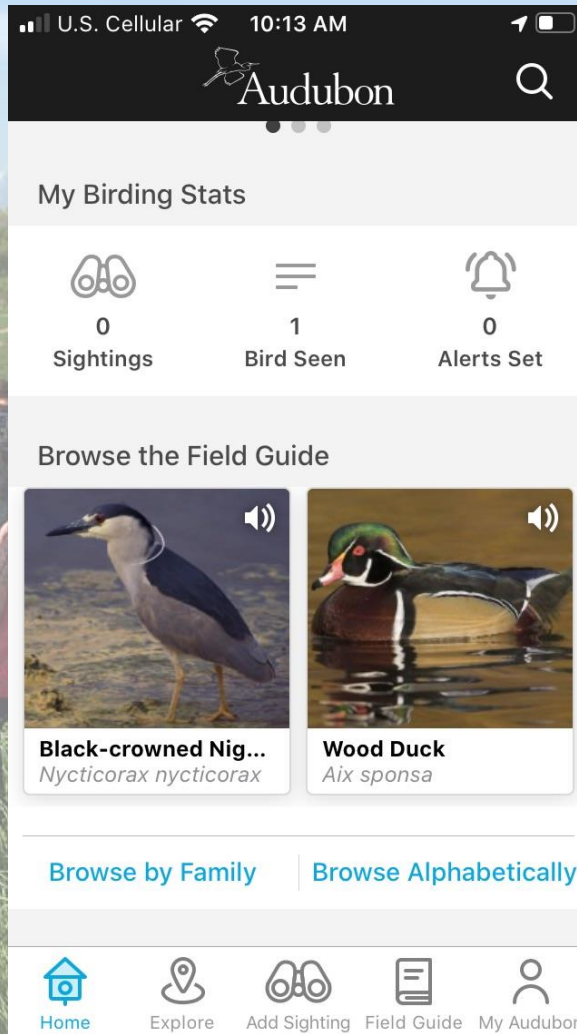 U.S. Cellular 10:13 AM
Audubon
My Birding Stats
0 1 0
Sightings Bird Seen Alerts Set
Browse the Field Guide
Black-crowned Nig... Wood Duck
Nycticorax nycticorax Aix sponsa
Browse by Family Browse Alphabetically
Home Explore Add Sighting Field Guide My Audubon